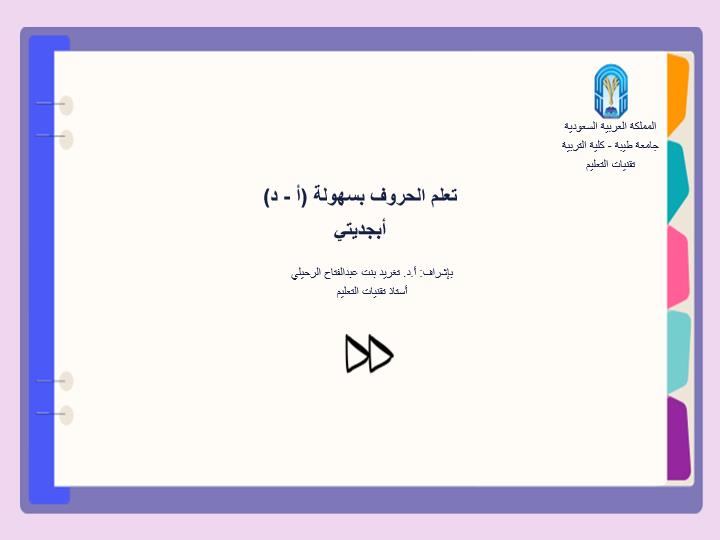 المملكة العربية السعودية
جامعة طيبة - كلية التربية
تقنيات التعليم
تعلم الحروف بسهولة (أ - د)
أبجديتي
بإشراف: أ.د. تغريد بنت عبدالفتاح الرحيلي
أستاذ تقنيات التعليم